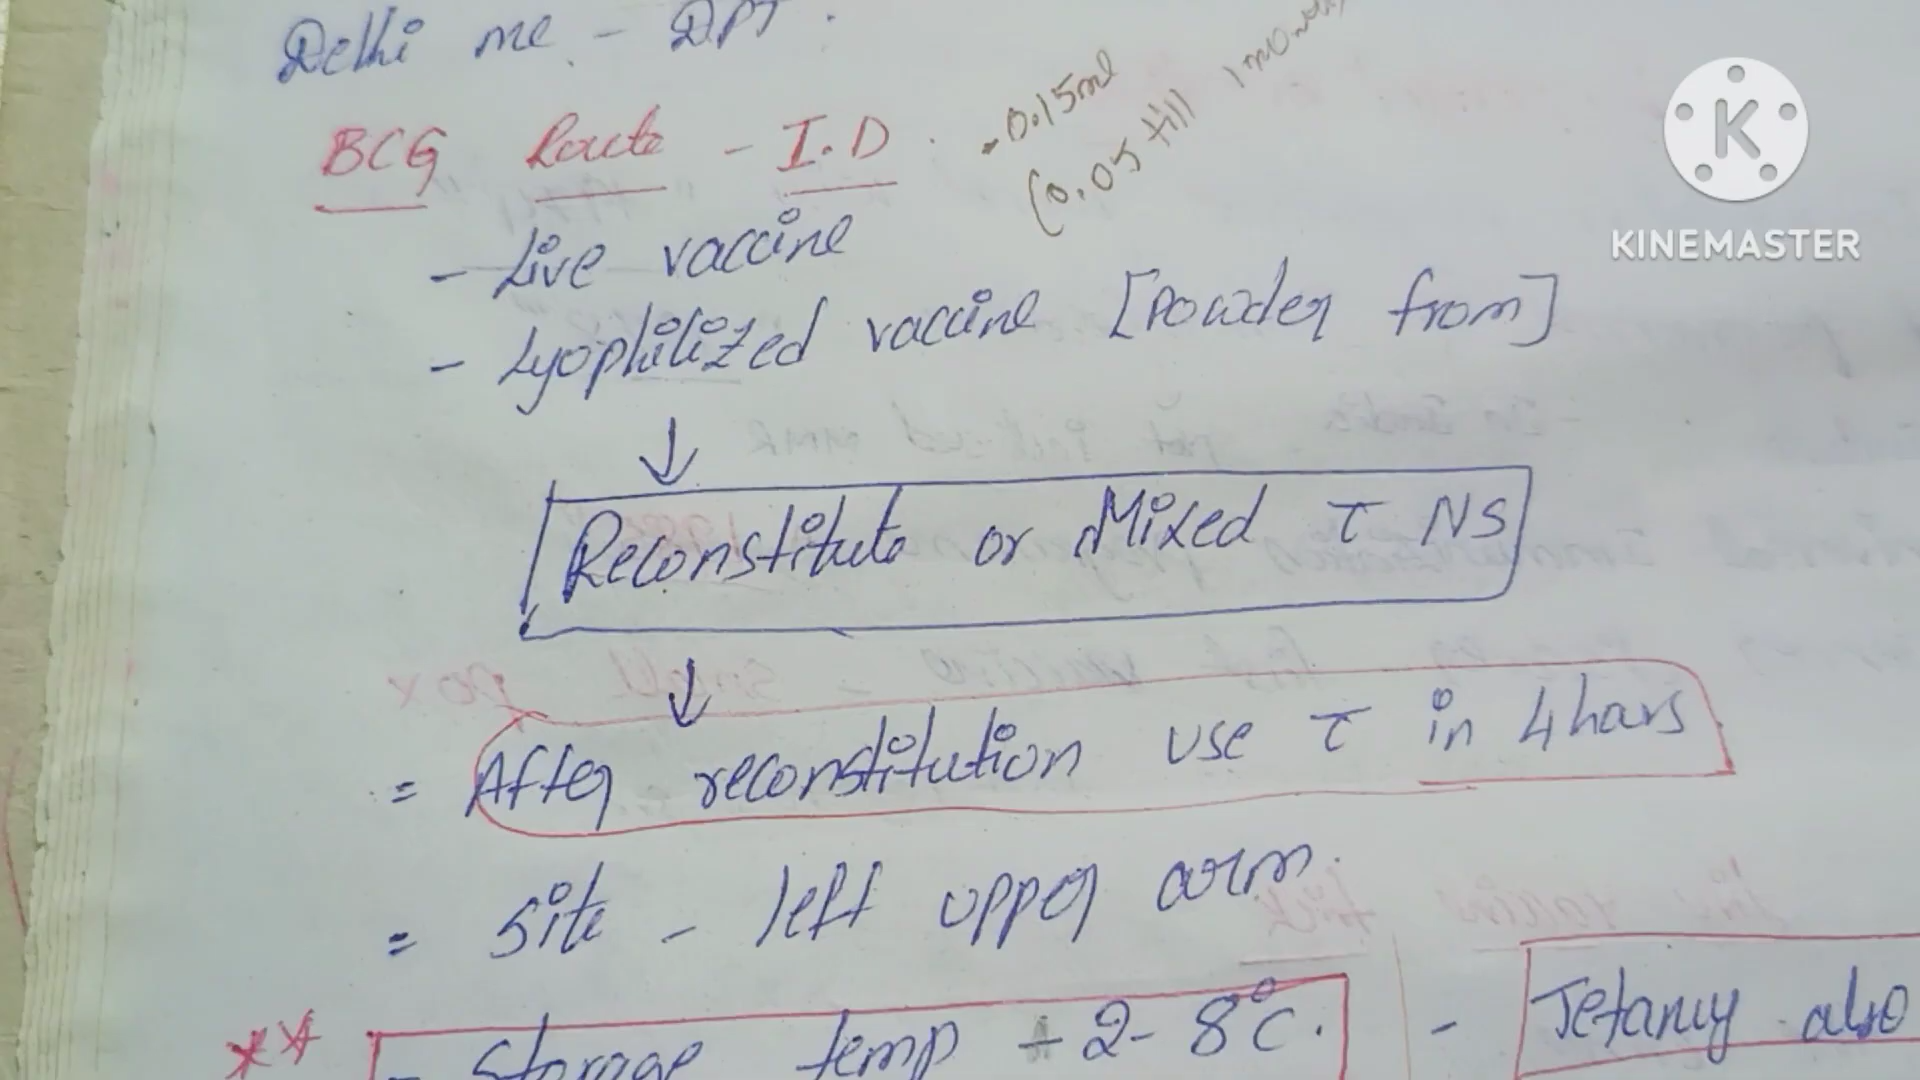 Delhi me - DPT.
BCG Route - I.D. - 0.15ml
(0.05 till 1 month
- Live vaccine
- Lyophilized vaccine [Powder from]
↓
Reconstitute or Mixed τ NS
↓
= After reconstitution use τ in 4 hars
= Site - left upper arm.
** - Storage temp + 2 - 8°C. - Tetany also
K
KINEMASTER